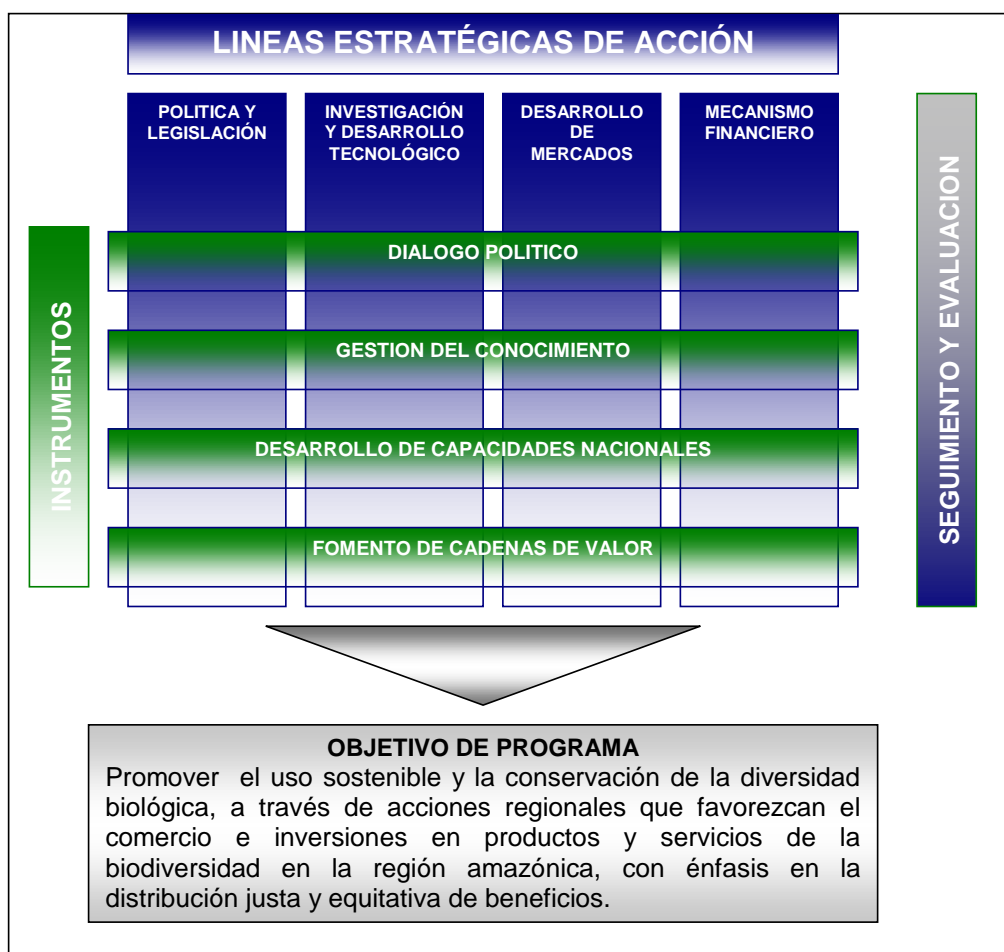 LINEAS ESTRATÉGICAS DE ACCIÓN
POLITICA Y
LEGISLACIÓN
INVESTIGACIÓN
Y DESARROLLO
TECNOLÓGICO
DESARROLLO
DE
MERCADOS
MECANISMO
FINANCIERO
INSTRUMENTOS
DIALOGO POLITICO
GESTION DEL CONOCIMIENTO
DESARROLLO DE CAPACIDADES NACIONALES
FOMENTO DE CADENAS DE VALOR
SEGUIMIENTO Y EVALUACION
OBJETIVO DE PROGRAMA
Promover el uso sostenible y la conservación de la diversidad
biológica, a través de acciones regionales que favorezcan el
comercio e inversiones en productos y servicios de la
biodiversidad en la región amazónica, con énfasis en la
distribución justa y equitativa de beneficios.